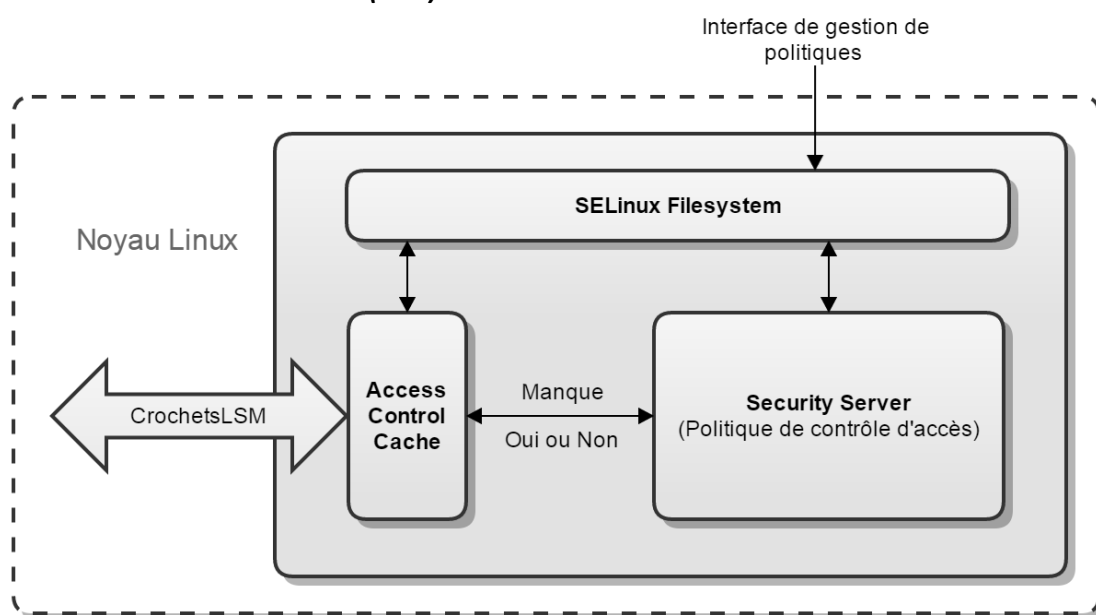 Interface de gestion de
politiques
SELinux Filesystem
Noyau Linux
CrochetsLSM
Access
Control
Cache
Manque
Oui ou Non
Security Server
(Politique de contrôle d'accès)